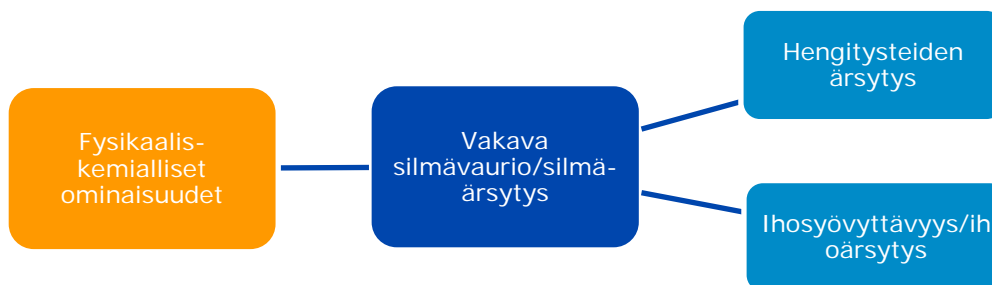 Fysikaalis-
kemialliset
ominaisuudet
Vakava
silmävaurio/silmä-
ärsytys
Hengitysteiden
ärsytys
Ihosyövyttävyys/ih
oärsytys